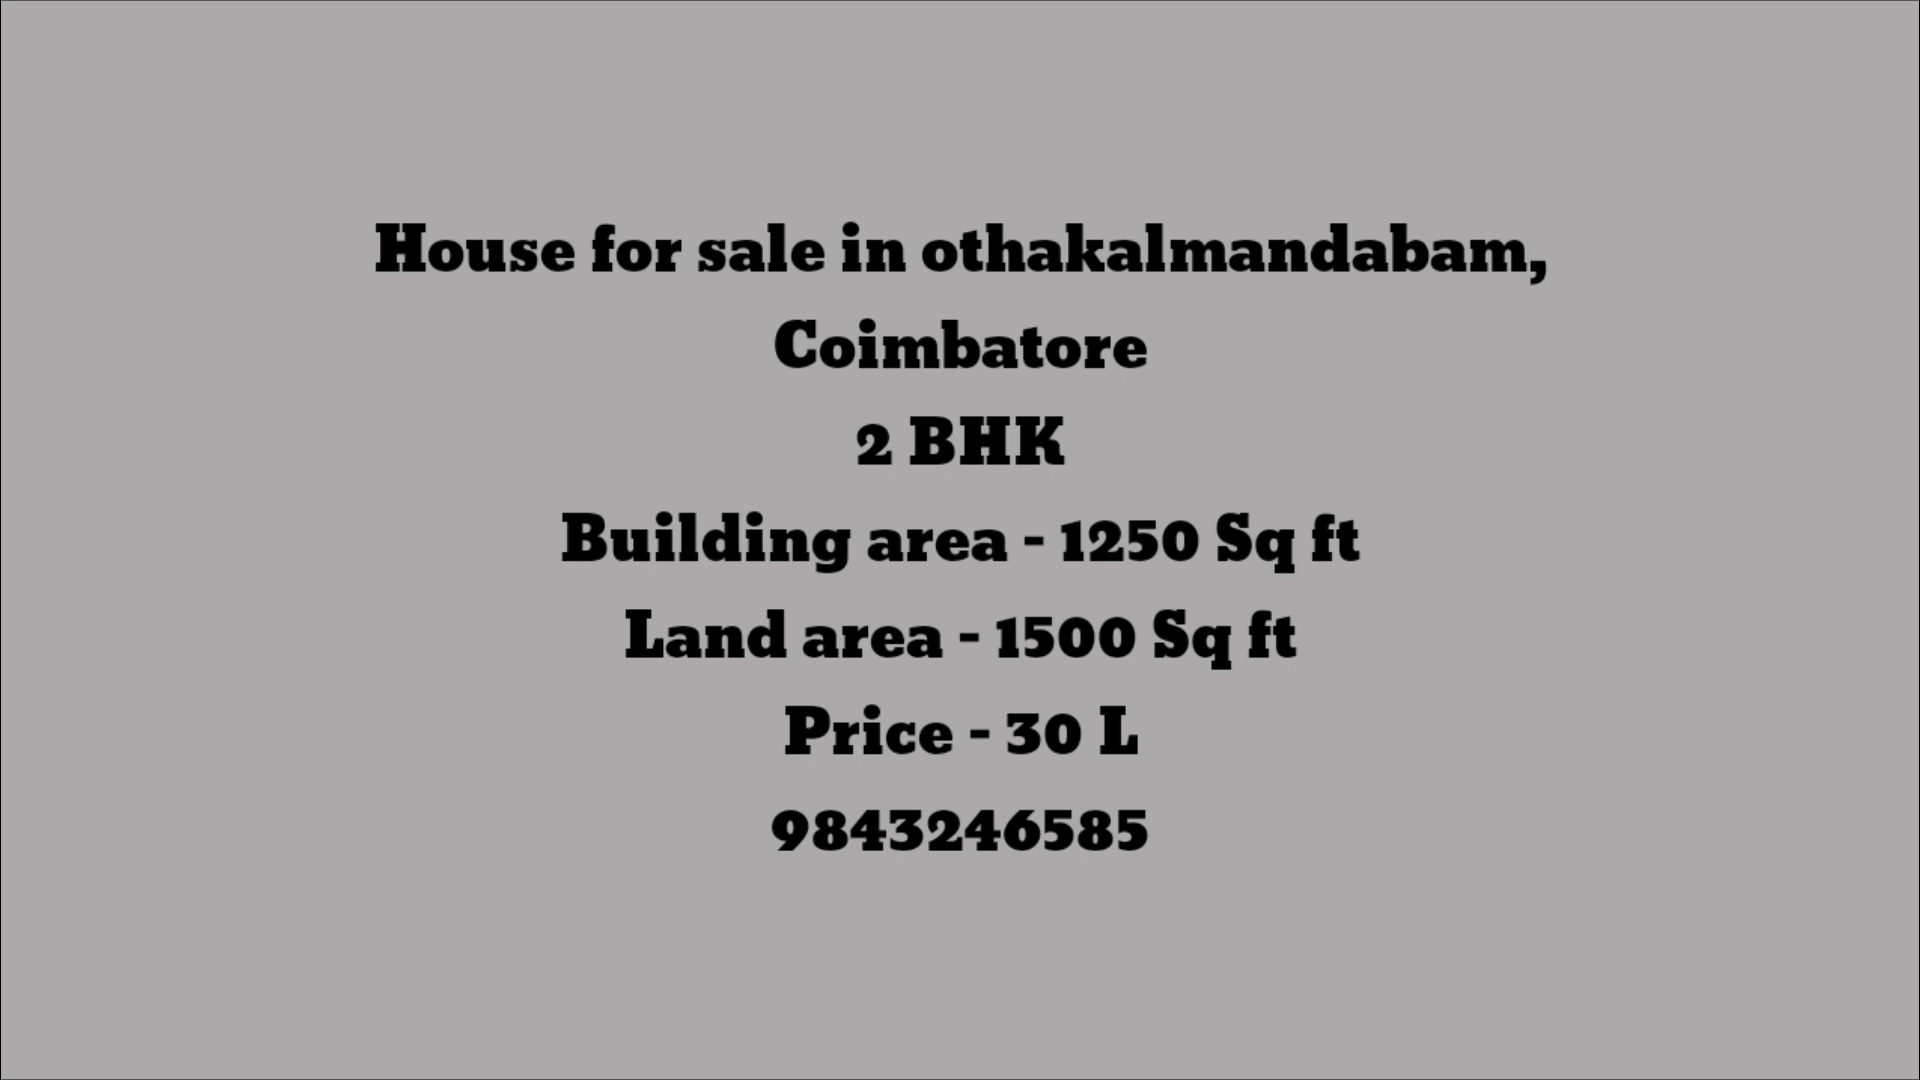 House for sale in othakalmandabam,
Coimbatore
2 BHK
Building area - 1250 Sq ft
Land area - 1500 Sq ft
Price - 30 L
9843246585